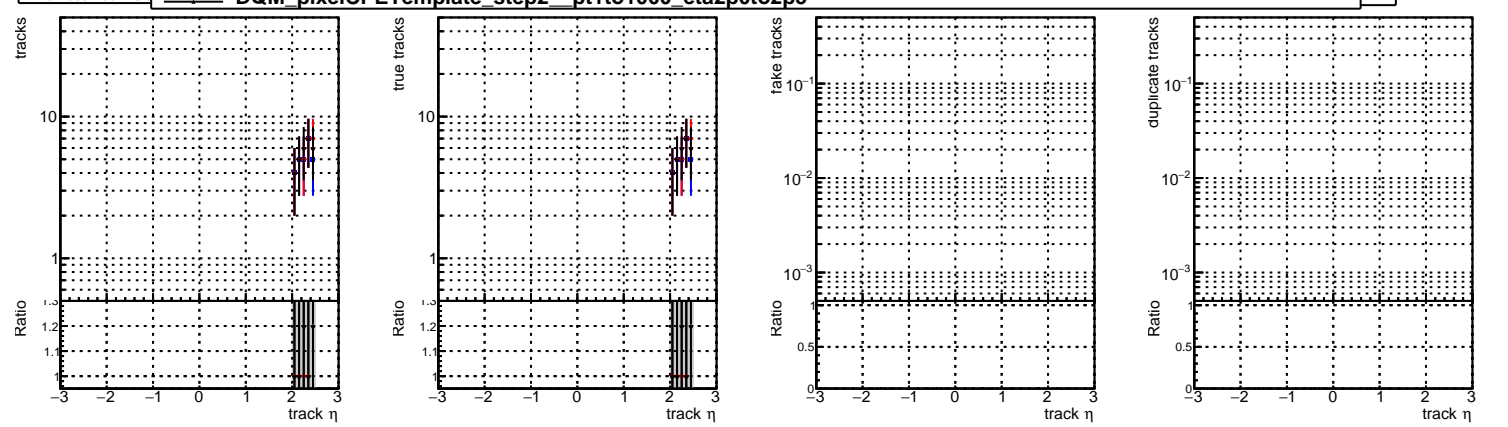 DQM_pixelCPETemplate_step2__pt1to1000_eta2p0to2p5
tracks
10
1
Ratio
1.3
1.2
1.1
1
−3 −2 −1 0 1 2 3
track η
true tracks
10
1
Ratio
1.3
1.2
1.1
1
−3 −2 −1 0 1 2 3
track η
fake tracks
10−1
10−2
10−3
Ratio
1
0.5
0
−3 −2 −1 0 1 2 3
track η
duplicate tracks
10−1
10−2
10−3
Ratio
1
0.5
0
−3 −2 −1 0 1 2 3
track η